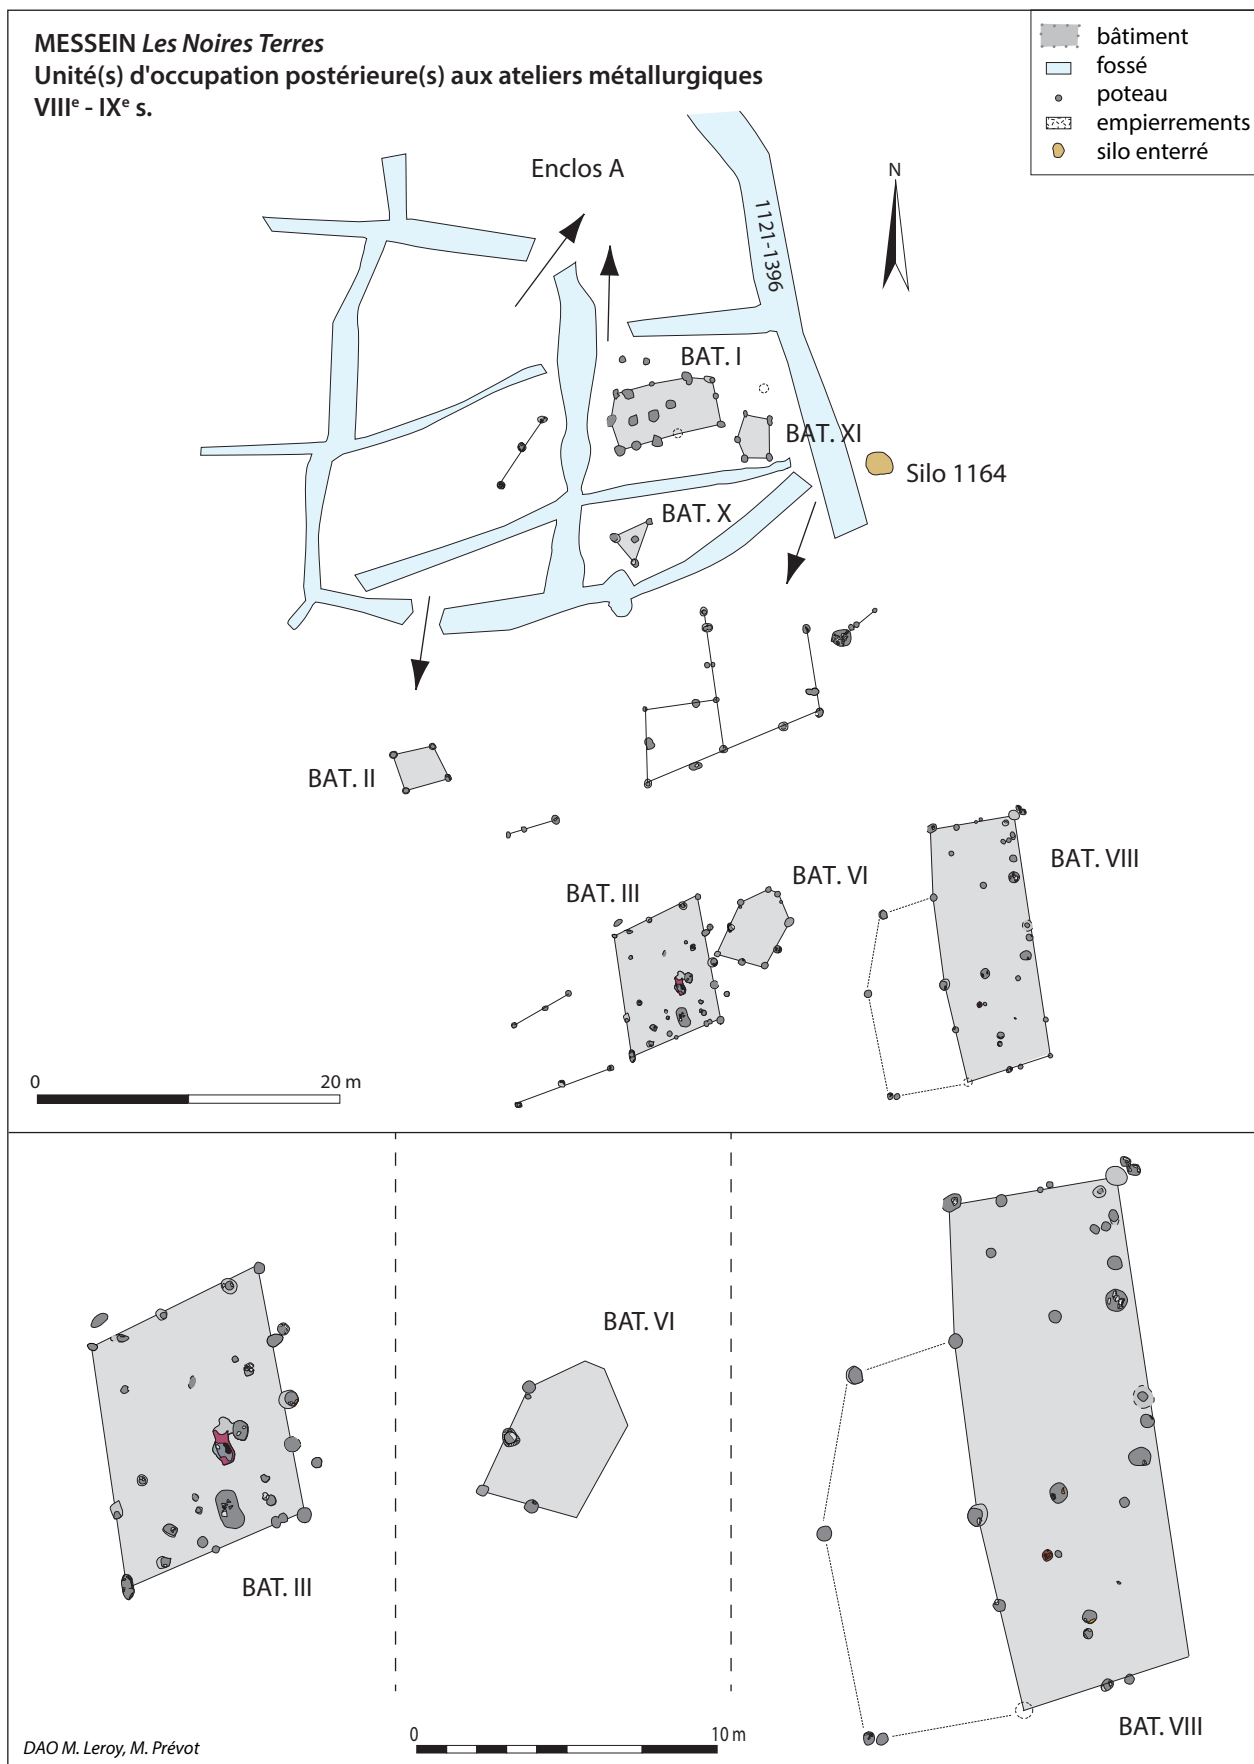 MESSEIN Les Noires Terres
Unité(s) d'occupation postérieure(s) aux ateliers métallurgiques
VIIIe - IXe s.
bâtiment
fossé
poteau
empierrements
silo enterré
Enclos A
N
1121-1396
BAT. I
BAT. XI
Silo 1164
BAT. X
BAT. II
BAT. VIII
BAT. III
BAT. VI
0
20 m
BAT. VI
BAT. III
BAT. VIII
0
10 m
DAO M. Leroy, M. Prévot